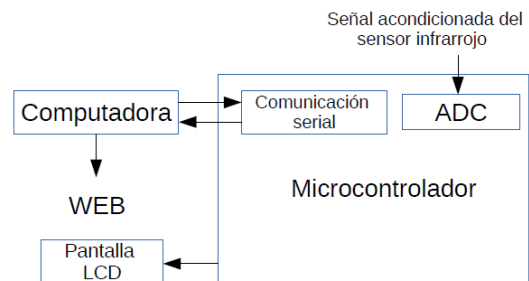 Señal acondicionada del
sensor infrarrojo
Computadora
Comunicación
serial
ADC
Microcontrolador
WEB
Pantalla
LCD